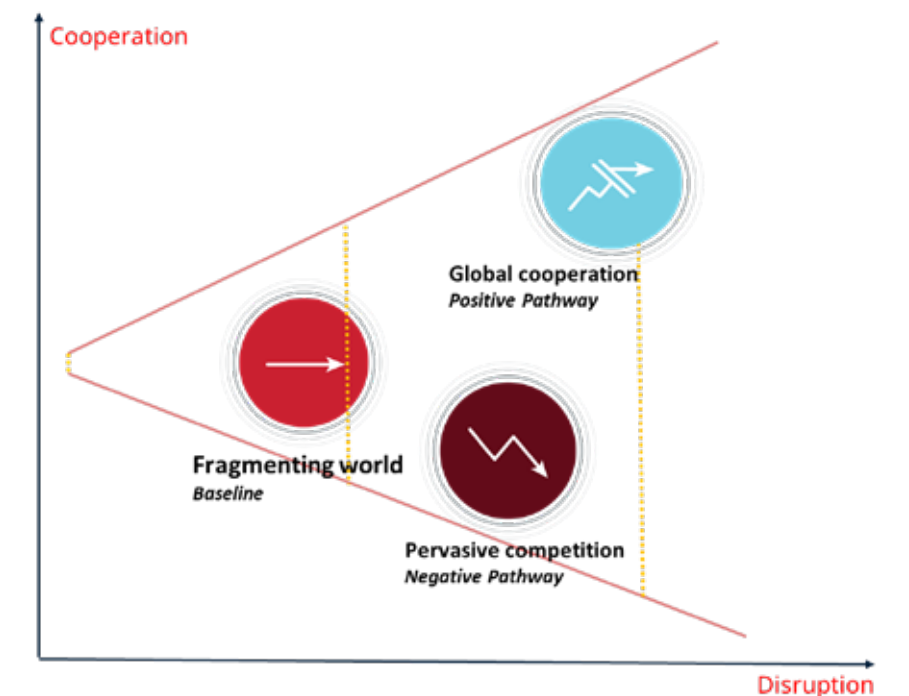 Cooperation
Global cooperation
Positive Pathway
Fragmenting world
Baseline
Pervasive competition
Negative Pathway
Disruption